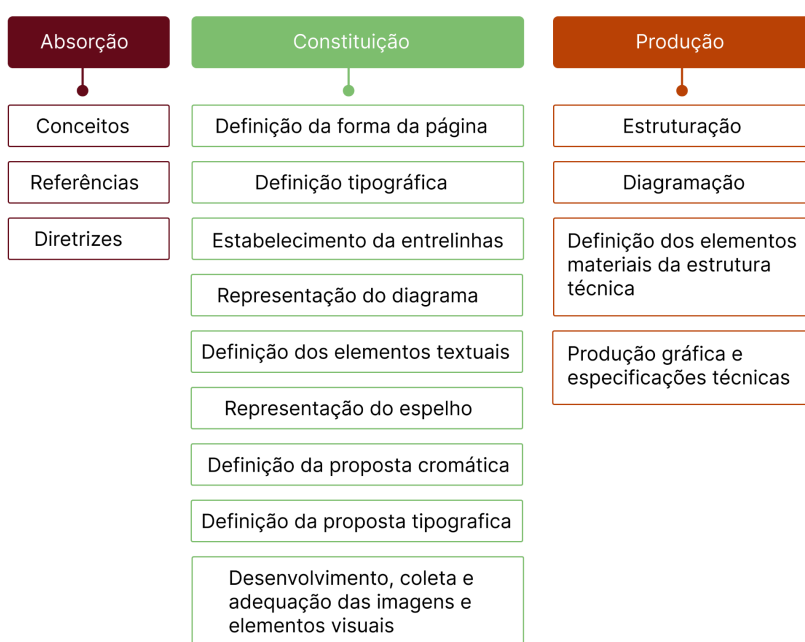 Absorção
Conceitos
Referências
Diretrizes
Constituição
Definição da forma da página
Definição tipográfica
Estabelecimento da entrelinhas
Representação do diagrama
Definição dos elementos textuais
Representação do espelho
Definição da proposta cromática
Definição da proposta tipografica
Desenvolvimento, coleta e
adequação das imagens e
elementos visuais
Produção
Estruturação
Diagramação
Definição dos elementos
materiais da estrutura
técnica
Produção gráfica e
especificações técnicas